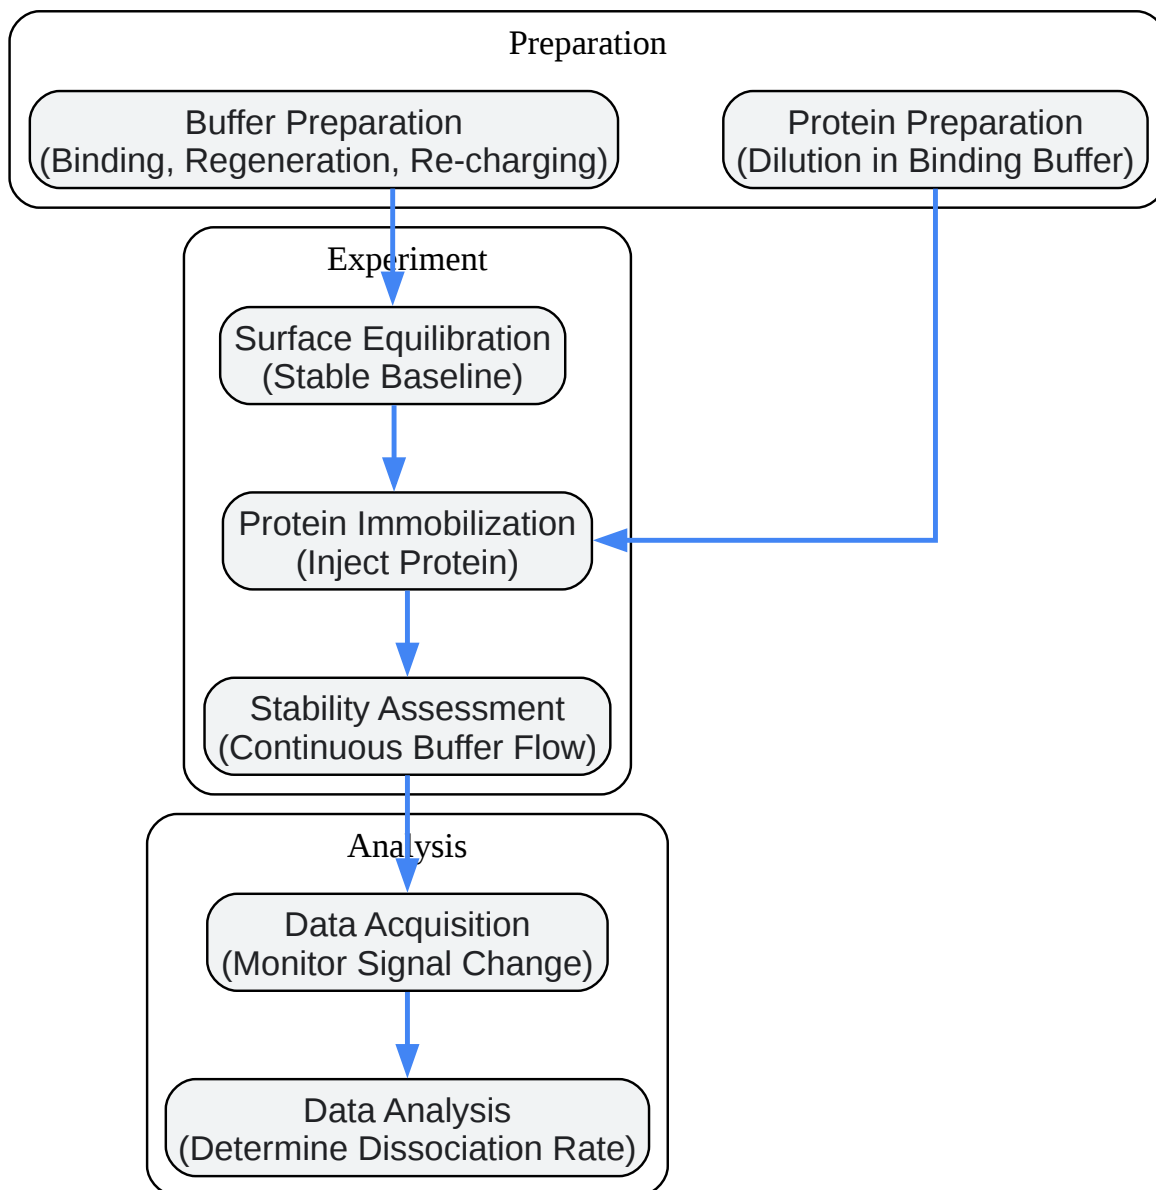 Preparation
Buffer Preparation
(Binding, Regeneration, Re-charging)
Protein Preparation
(Dilution in Binding Buffer)
Experiment
Surface Equilibration
(Stable Baseline)
Protein Immobilization
(Inject Protein)
Stability Assessment
(Continuous Buffer Flow)
Analysis
Data Acquisition
(Monitor Signal Change)
Data Analysis
(Determine Dissociation Rate)